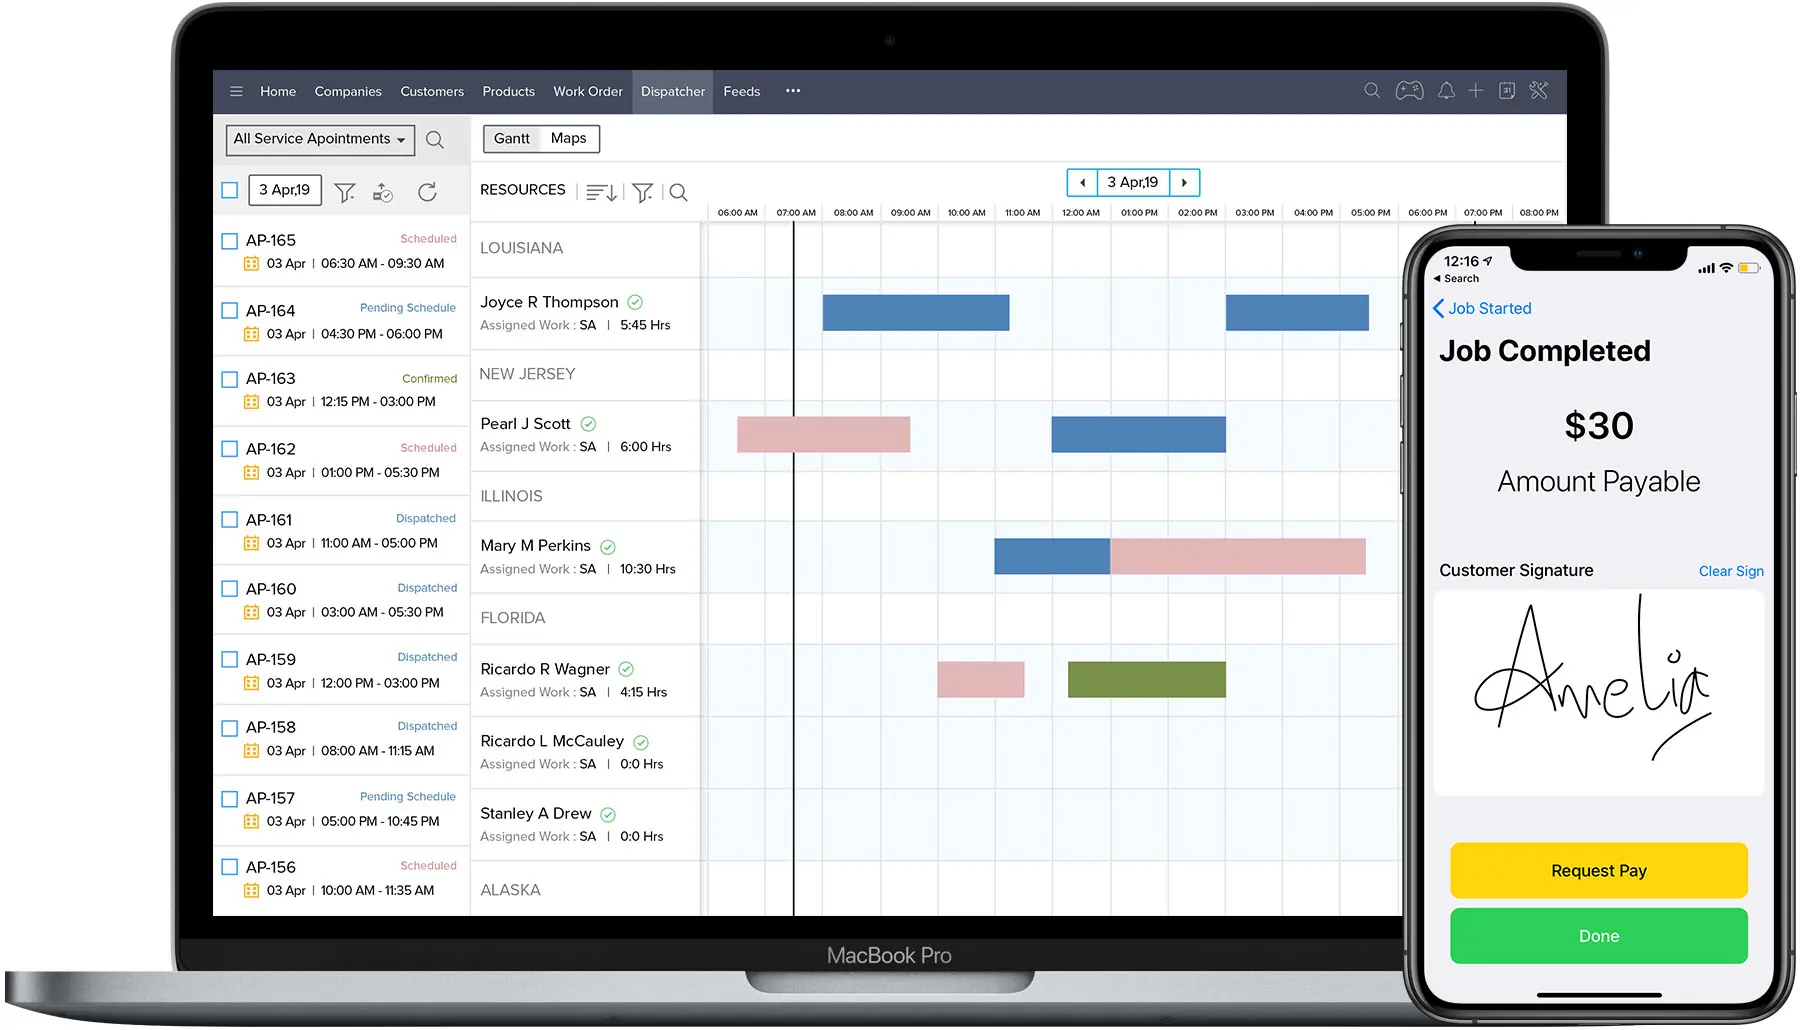 Home Companies Customers Products Work Order Dispatcher Feeds •••
31
All Service Apointments
Gantt Maps
3 Apr,19
RESOURCES
3 Apr,19
06:00 AM 07:00 AM 08:00 AM 09:00 AM 10:00 AM 11:00 AM 12:00 AM 01:00 PM 02:00 PM 03:00 PM 04:00 PM 05:00 PM 06:00 PM 07:00 PM 08:00 PM
AP-165 Scheduled
03 Apr | 06:30 AM - 09:30 AM
AP-164 Pending Schedule
03 Apr | 04:30 PM - 06:00 PM
AP-163 Confirmed
03 Apr | 12:15 PM - 03:00 PM
AP-162 Scheduled
03 Apr | 01:00 PM - 05:30 PM
AP-161 Dispatched
03 Apr | 11:00 AM - 05:00 PM
AP-160 Dispatched
03 Apr | 03:00 AM - 05:30 PM
AP-159 Dispatched
03 Apr | 12:00 PM - 03:00 PM
AP-158 Dispatched
03 Apr | 08:00 AM - 11:15 AM
AP-157 Pending Schedule
03 Apr | 05:00 PM - 10:45 PM
AP-156 Scheduled
03 Apr | 10:00 AM - 11:35 AM
LOUISIANA
Joyce R Thompson
Assigned Work : SA | 5:45 Hrs
NEW JERSEY
Pearl J Scott
Assigned Work : SA | 6:00 Hrs
ILLINOIS
Mary M Perkins
Assigned Work : SA | 10:30 Hrs
FLORIDA
Ricardo R Wagner
Assigned Work : SA | 4:15 Hrs
Ricardo L McCauley
Assigned Work : SA | 0:0 Hrs
Stanley A Drew
Assigned Work : SA | 0:0 Hrs
ALASKA
MacBook Pro
12:16
Search
Job Started
Job Completed
$30
Amount Payable
Customer Signature Clear Sign
Amelia
Request Pay
Done